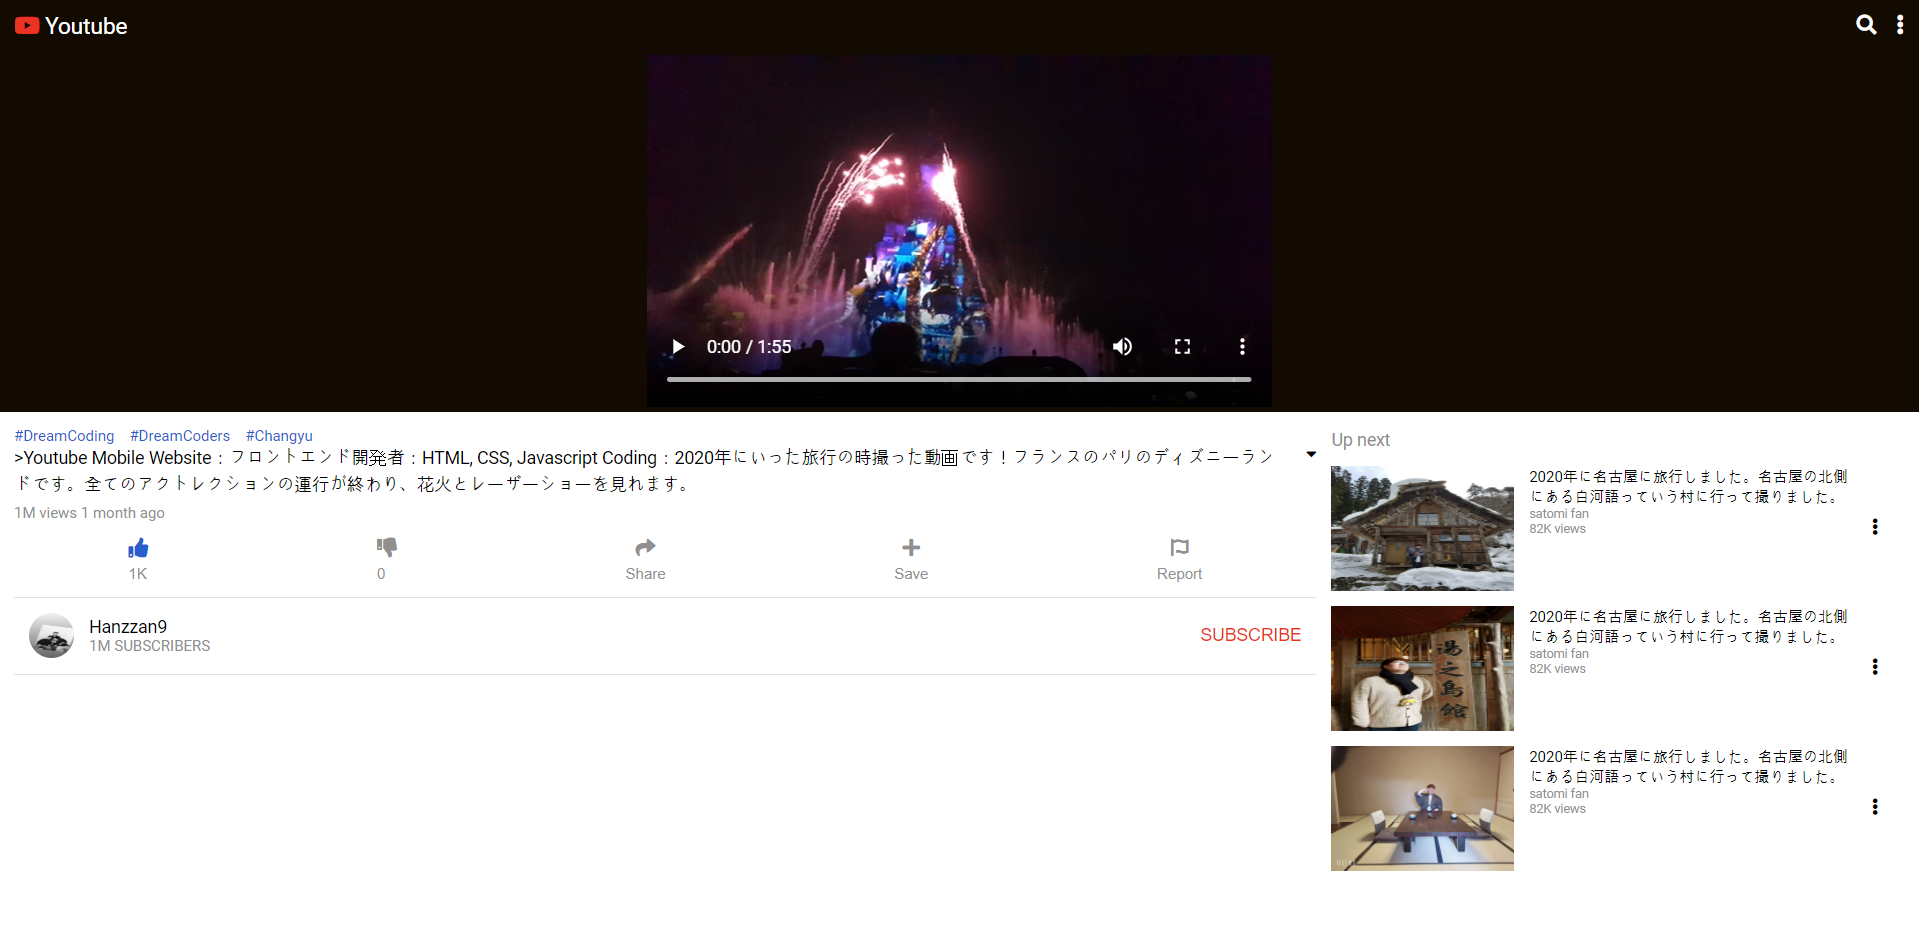 Youtube
0:00 / 1:55
#DreamCoding #DreamCoders #Changyu
>Youtube Mobile Website：フロントエンド開発者：HTML, CSS, Javascript Coding：2020年にいった旅行の時撮った動画です！フランスのパリのディズニーラン
ドです。全てのアクトレクションの運行が終わり、花火とレーザーショーを見れます。
1M views 1 month ago
1K
0
Share
Save
Report
Hanzzan9
1M SUBSCRIBERS
SUBSCRIBE
Up next
2020年に名古屋に旅行しました。名古屋の北側
にある白河語っていう村に行って撮りました。
satomi fan
82K views
湯之島館
2020年に名古屋に旅行しました。名古屋の北側
にある白河語っていう村に行って撮りました。
satomi fan
82K views
2020年に名古屋に旅行しました。名古屋の北側
にある白河語っていう村に行って撮りました。
satomi fan
82K views